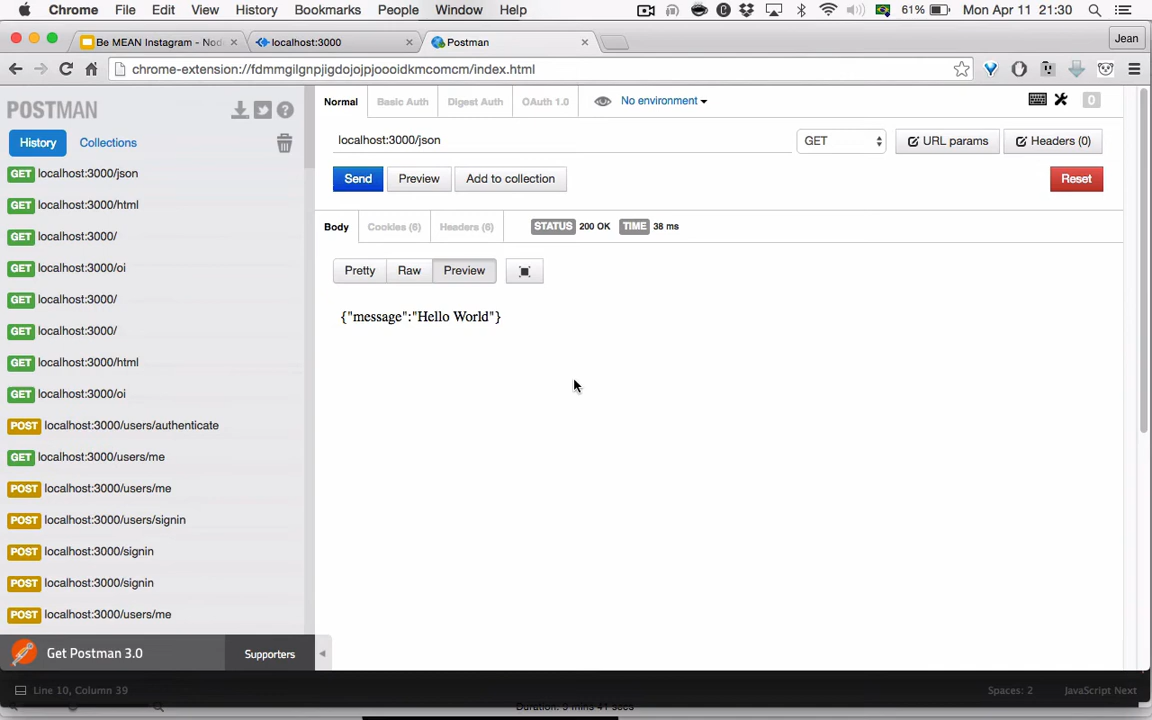 Chrome File Edit View History Bookmarks People Window Help 61% Mon Apr 11 21:30
Be MEAN Instagram - Nod localhost:3000 Postman Jean
chrome-extension://fdmmgilgnpjigdojojpjoooidkmcomcm/index.html
POSTMAN
History Collections
GET localhost:3000/json
GET localhost:3000/html
GET localhost:3000/
GET localhost:3000/oi
GET localhost:3000/
GET localhost:3000/
GET localhost:3000/html
GET localhost:3000/oi
POST localhost:3000/users/authenticate
GET localhost:3000/users/me
POST localhost:3000/users/me
POST localhost:3000/users/signin
POST localhost:3000/signin
POST localhost:3000/signin
POST localhost:3000/users/me
Get Postman 3.0 Supporters
Normal Basic Auth Digest Auth OAuth 1.0 No environment 0
localhost:3000/json GET URL params Headers (0)
Send Preview Add to collection Reset
Body Cookies (6) Headers (6) STATUS 200 OK TIME 38 ms
Pretty Raw Preview
{"message":"Hello World"}
Line 10, Column 39 Spaces: 2 JavaScript Next